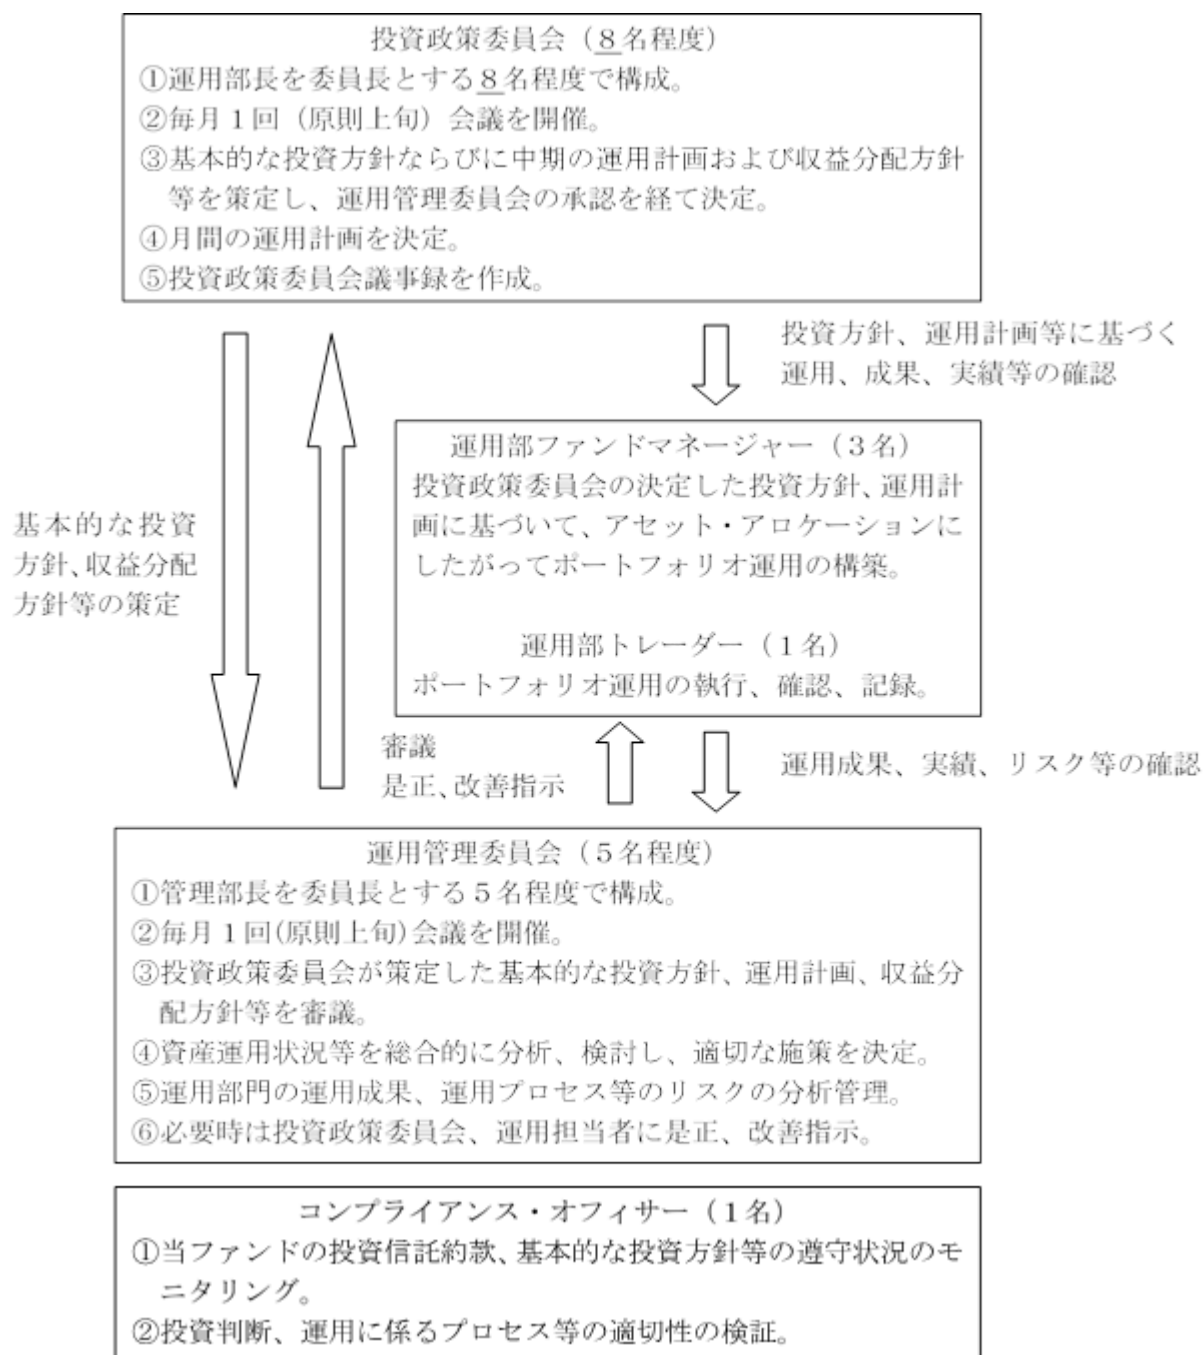 投資政策委員会（８名程度）
①運用部長を委員長とする８名程度で構成。
②毎月１回（原則上旬）会議を開催。
③基本的な投資方針ならびに中期の運用計画および収益分配方針
等を策定し、運用管理委員会の承認を経て決定。
④月間の運用計画を決定。
⑤投資政策委員会議事録を作成。
投資方針、運用計画等に基づく
運用、成果、実績等の確認
運用部ファンドマネージャー（３名）
投資政策委員会の決定した投資方針、運用計
画に基づいて、アセット・アロケーションに
したがってポートフォリオ運用の構築。
運用部トレーダー（１名）
ポートフォリオ運用の執行、確認、記録。
基本的な投資
方針、収益分配
方針等の策定
審議
是正、改善指示
運用成果、実績、リスク等の確認
運用管理委員会（５名程度）
①管理部長を委員長とする５名程度で構成。
②毎月１回(原則上旬)会議を開催。
③投資政策委員会が策定した基本的な投資方針、運用計画、収益分
配方針等を審議。
④資産運用状況等を総合的に分析、検討し、適切な施策を決定。
⑤運用部門の運用成果、運用プロセス等のリスクの分析管理。
⑥必要時は投資政策委員会、運用担当者に是正、改善指示。
コンプライアンス・オフィサー（１名）
①当ファンドの投資信託約款、基本的な投資方針等の遵守状況のモ
ニタリング。
②投資判断、運用に係るプロセス等の適切性の検証。